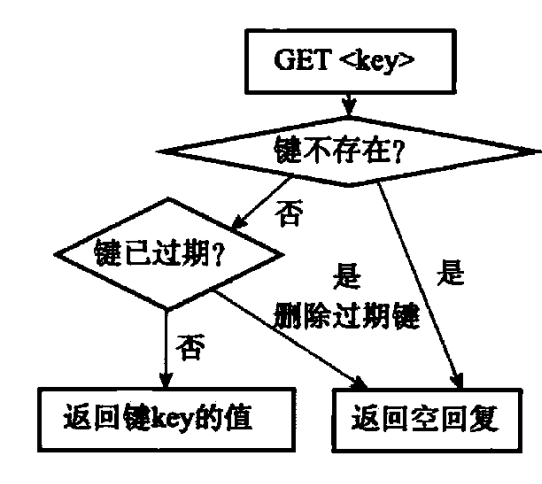 GET <key>
键不存在?
否
键已过期?
是
是
删除过期键
否
返回键key的值
返回空回复